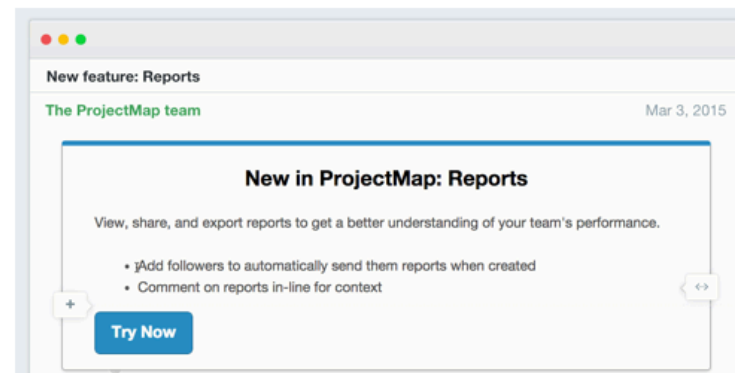 New feature: Reports
The ProjectMap team Mar 3, 2015
New in ProjectMap: Reports
View, share, and export reports to get a better understanding of your team's performance.
• Add followers to automatically send them reports when created
• Comment on reports in-line for context
Try Now